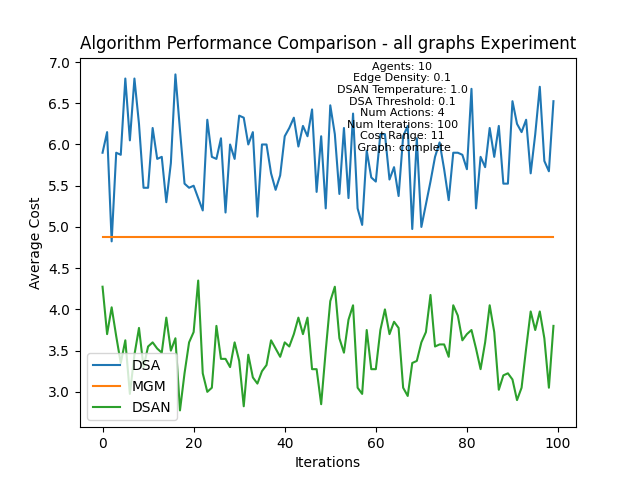 Algorithm Performance Comparison - all graphs Experiment
Agents: 10
Edge Density: 0.1
DSAN Temperature: 1.0
DSA Threshold: 0.1
Num Actions: 4
Num Iterations: 100
Cost Range: 11
Graph: complete
7.0
6.5
6.0
5.5
5.0
4.5
4.0
3.5
3.0
Average Cost
DSA
MGM
DSAN
0 20 40 60 80 100
Iterations